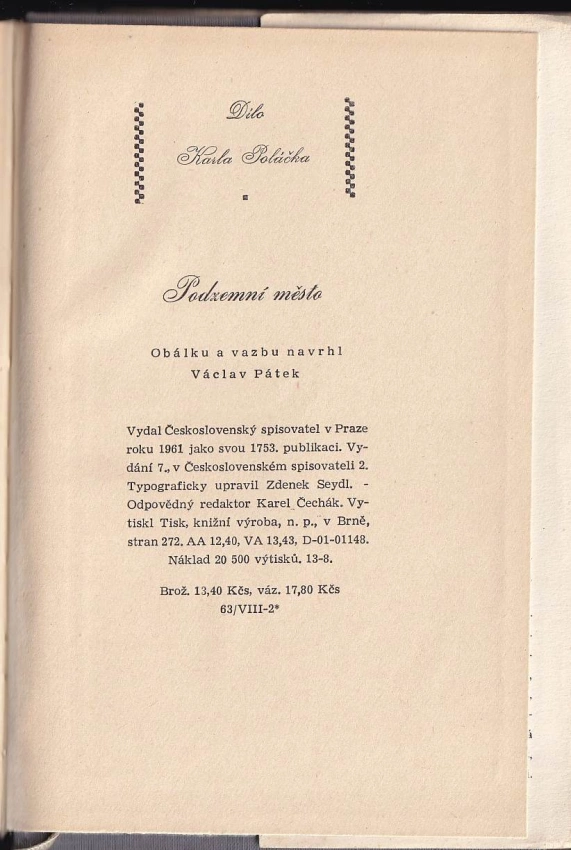 Dílo
Karla Poláčka
Podzemní město
Obálku a vazbu navrhl
Václav Pátek
Vydal Československý spisovatel v Praze
roku 1961 jako svou 1753. publikaci. Vy-
dání 7., v Československém spisovateli 2.
Typograficky upravil Zdenek Seydl. -
Odpovědný redaktor Karel Čechák. Vy-
tiskl Tisk, knižní výroba, n. p., v Brně,
stran 272. AA 12,40, VA 13,43, D-01-01148.
Náklad 20 500 výtisků. 13-8.
Brož. 13,40 Kčs, váz. 17,80 Kčs
63/VIII-2*